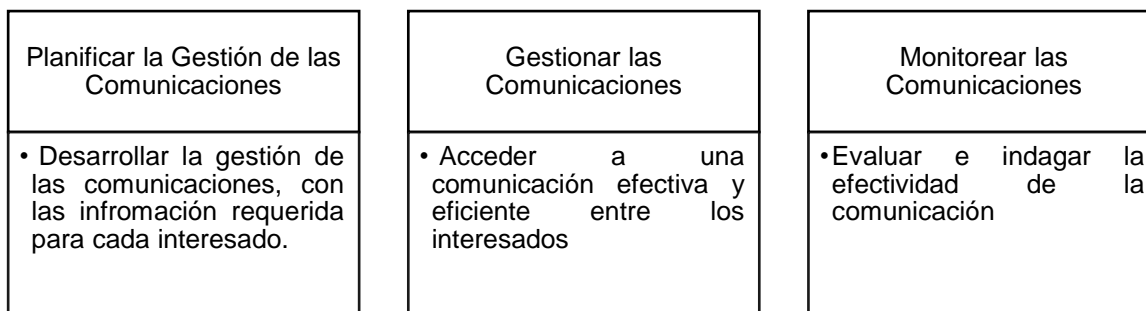 Planificar la Gestión de las
Comunicaciones
• Desarrollar la gestión de
las comunicaciones, con
las infromación requerida
para cada interesado.
Gestionar las
Comunicaciones
• Acceder a una
comunicación efectiva y
eficiente entre los
interesados
Monitorear las
Comunicaciones
•Evaluar e indagar la
efectividad de la
comunicación